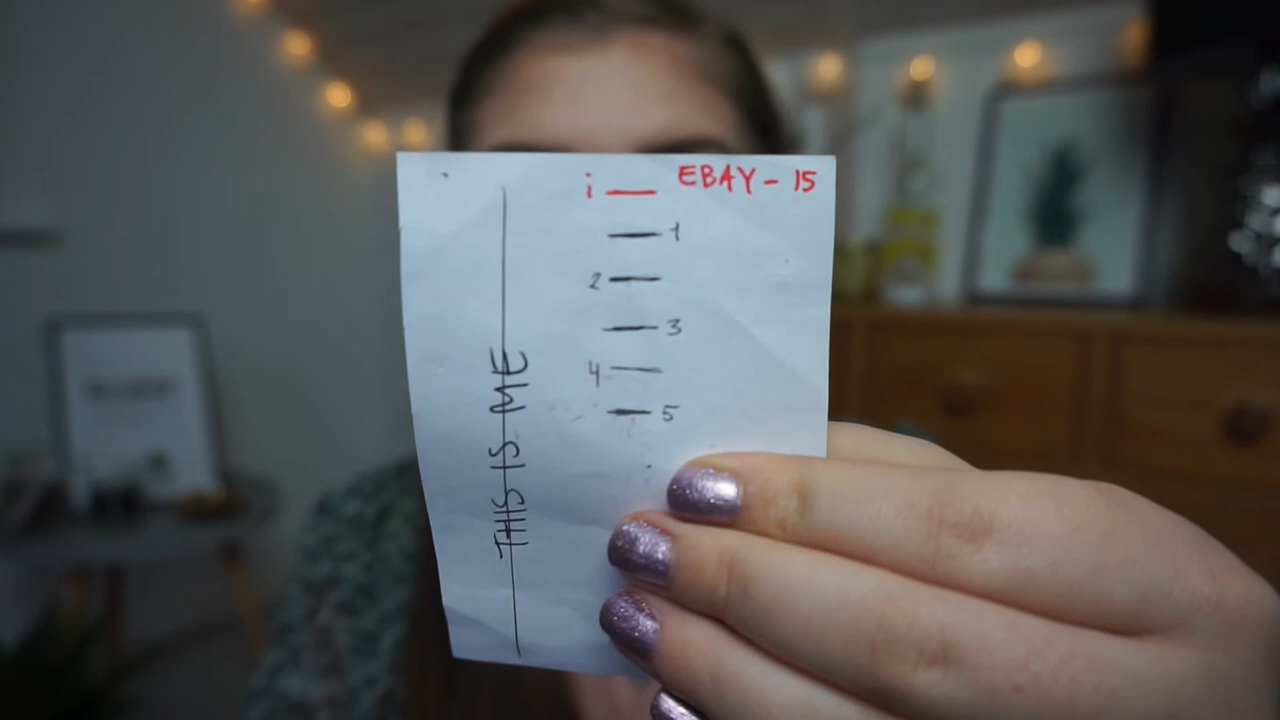 i — EBAY - 15
— 1
2 —
— 3
4 —
— 5
THIS IS ME